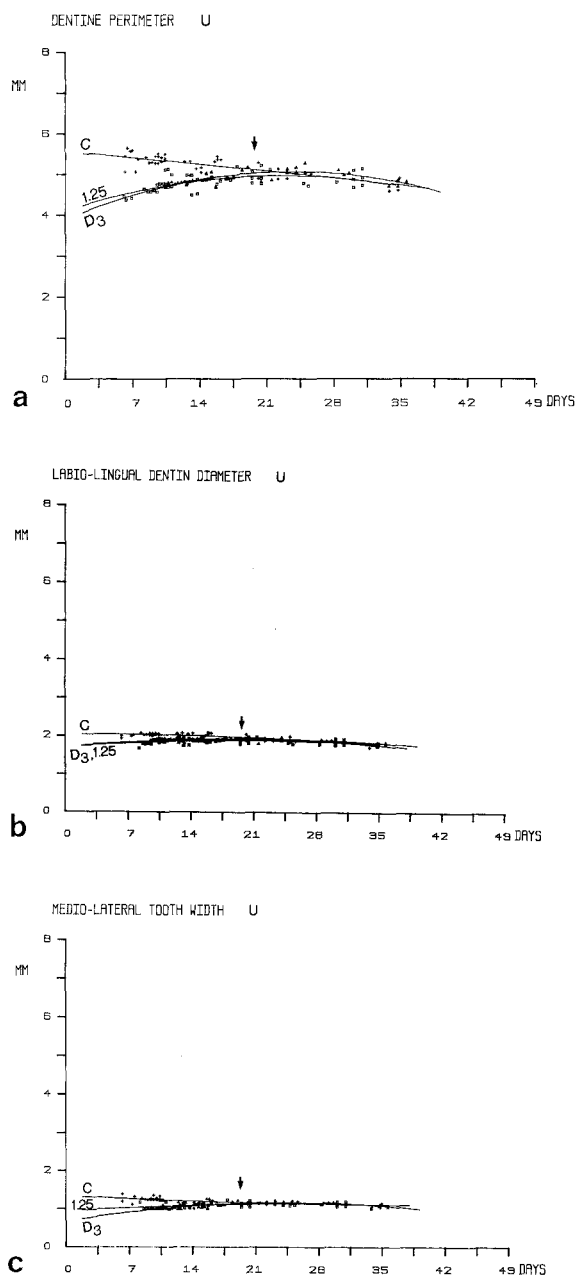 DENTINE PERIMETER U
8
MM
6
C
1.25
D3
4
2
0
a
0 7 14 21 28 35 42 49 DAYS
LABIO-LINGUAL DENTIN DIAMETER U
8
MM
6
4
2
C
D3,1.25
0
b
0 7 14 21 28 35 42 49 DAYS
MEDIO-LATERAL TOOTH WIDTH U
8
MM
6
4
2
C
1.25
D3
0
c
0 7 14 21 28 35 42 49 DAYS